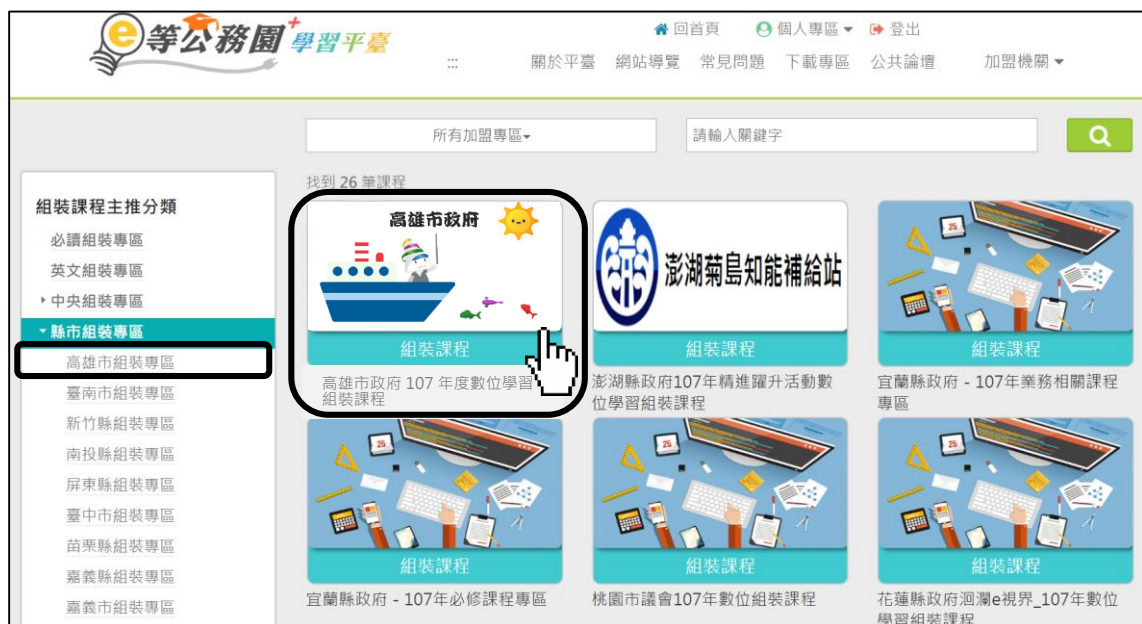 e等公務園+學習平臺
回首頁 個人專區 登出
::: 關於平臺 網站導覽 常見問題 下載專區 公共論壇 加盟機關
所有加盟專區
請輸入關鍵字
找到 26 筆課程
組裝課程主推分類
必讀組裝專區
英文組裝專區
中央組裝專區
縣市組裝專區
高雄市組裝專區
臺南市組裝專區
新竹縣組裝專區
南投縣組裝專區
屏東縣組裝專區
臺中市組裝專區
苗栗縣組裝專區
嘉義縣組裝專區
嘉義市組裝專區
高雄市政府
組裝課程
高雄市政府 107 年度數位學習
組裝課程
澎湖菊島知能補給站
組裝課程
澎湖縣政府107年精進躍升活動數
位學習組裝課程
25
組裝課程
宜蘭縣政府 - 107年業務相關課程
專區
25
組裝課程
宜蘭縣政府 - 107年必修課程專區
25
組裝課程
桃園市議會107年數位組裝課程
25
組裝課程
花蓮縣政府洄瀾e視界_107年數位
學習組裝課程